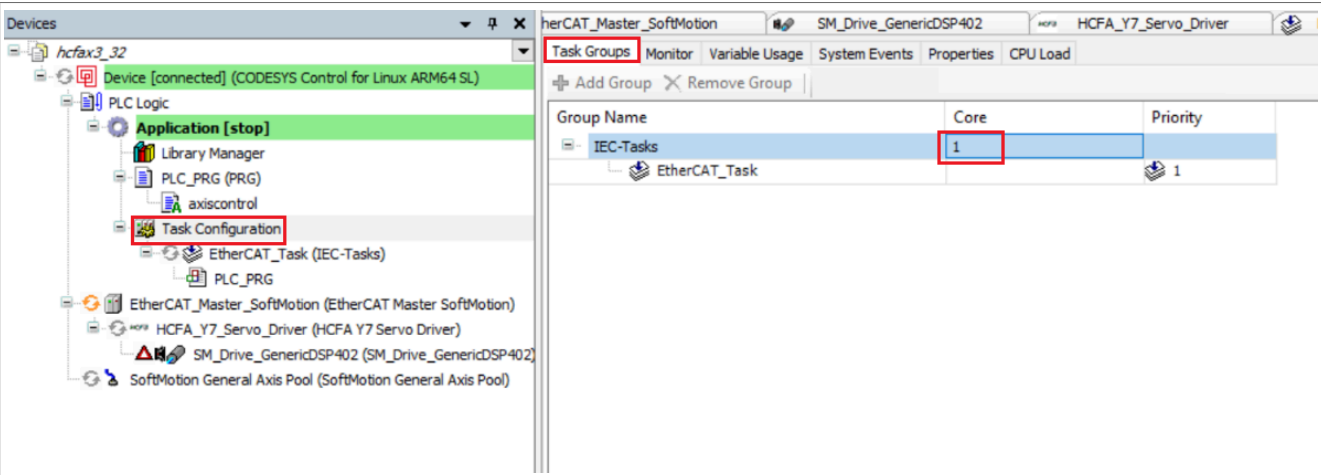 Devices
hcfax3_32
Device [connected] (CODESYS Control for Linux ARM64 SL)
PLC Logic
Application [stop]
Library Manager
PLC_PRG (PRG)
axiscontrol
Task Configuration
EtherCAT_Task (IEC-Tasks)
PLC_PRG
EtherCAT_Master_SoftMotion (EtherCAT Master SoftMotion)
HCFA_Y7_Servo_Driver (HCFA Y7 Servo Driver)
SM_Drive_GenericDSP402 (SM_Drive_GenericDSP402)
SoftMotion General Axis Pool (SoftMotion General Axis Pool)
herCAT_Master_SoftMotion SM_Drive_GenericDSP402 HCFA HCFA_Y7_Servo_Driver
Task Groups Monitor Variable Usage System Events Properties CPU Load
Add Group Remove Group
Group Name Core Priority
IEC-Tasks 1
EtherCAT_Task 1